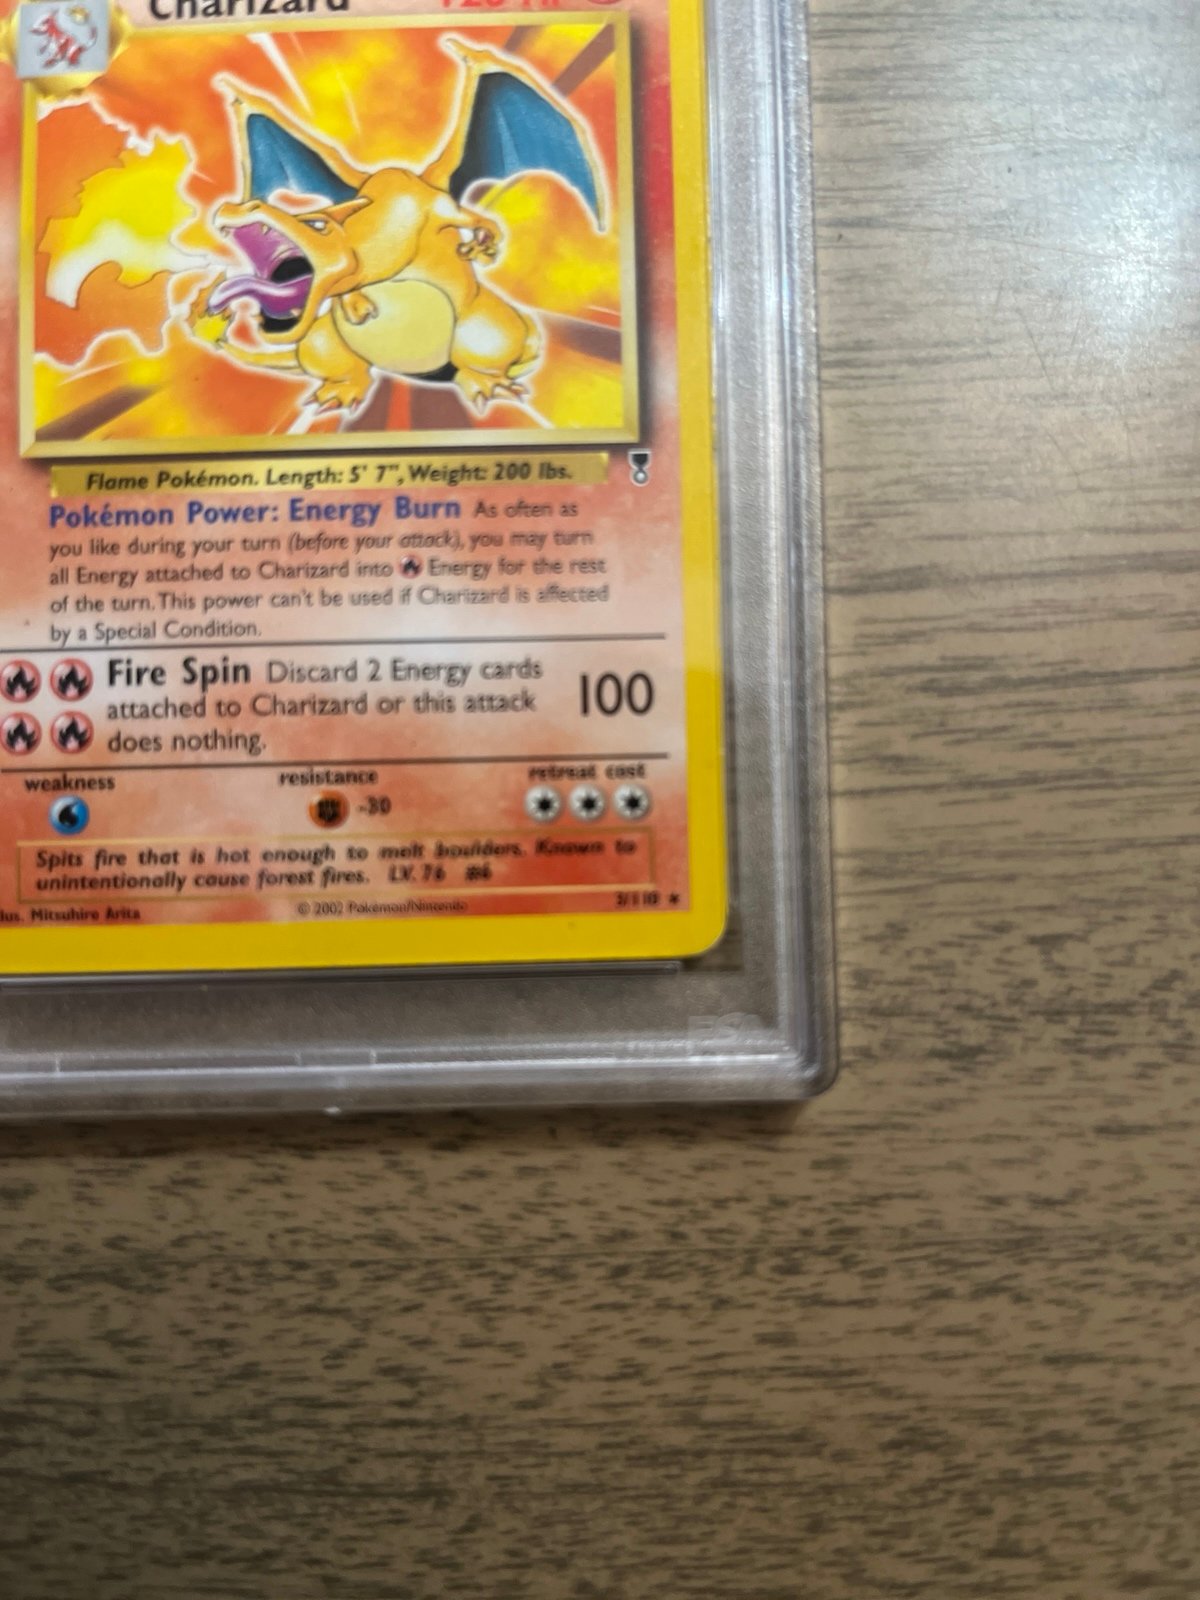 Charizard
Flame Pokémon. Length: 5' 7", Weight: 200 lbs.
Pokémon Power: Energy Burn As often as
you like during your turn (before your attack), you may turn
all Energy attached to Charizard into Energy for the rest
of the turn. This power can't be used if Charizard is affected
by a Special Condition.
Fire Spin Discard 2 Energy cards
attached to Charizard or this attack
does nothing.
100
weakness resistance retreat cost
-30
Spits fire that is hot enough to melt boulders. Known to
unintentionally cause forest fires. LV. 76 #6
Mitsuhiro Arita © 2002 Pokémon/Nintendo 3/110
PSA